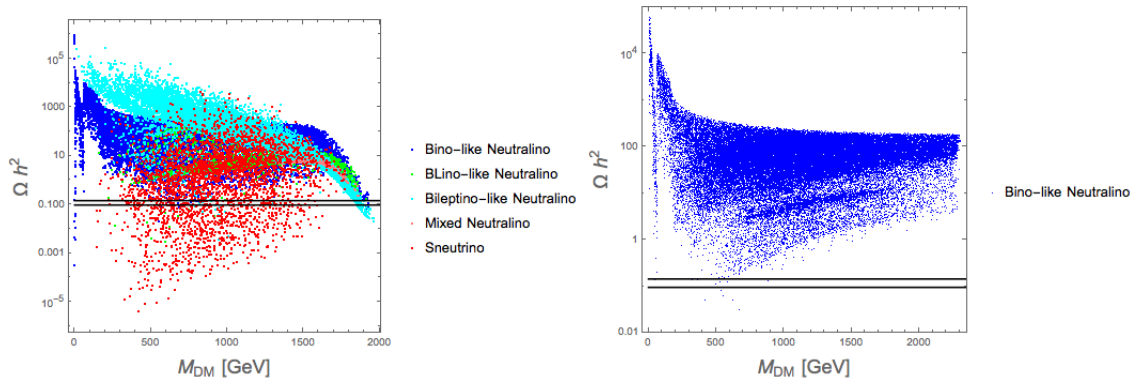 10^5
1000
10
0.100
0.001
10^-5
Ω h^2
0
500
1000
1500
2000
M_DM [GeV]
Bino-like Neutralino
BLino-like Neutralino
Bileptino-like Neutralino
Mixed Neutralino
Sneutrino
10^4
100
1
0.01
Ω h^2
0
500
1000
1500
2000
M_DM [GeV]
Bino-like Neutralino